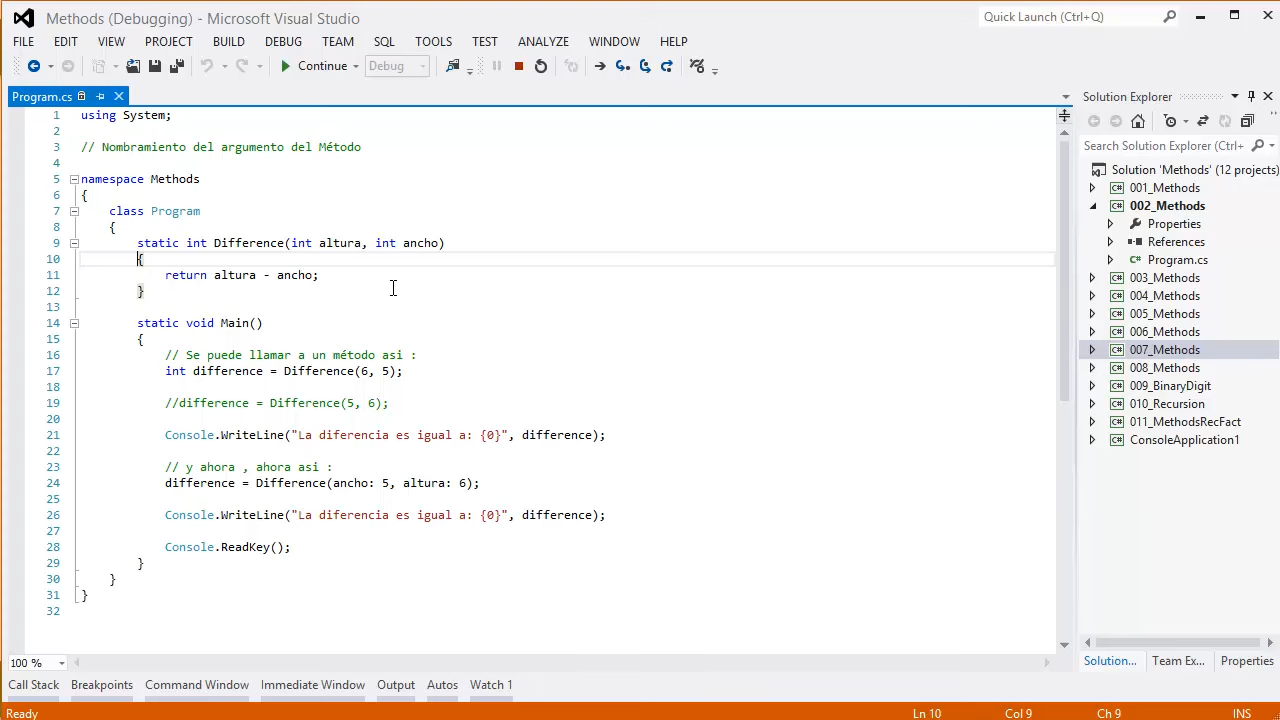 Methods (Debugging) - Microsoft Visual Studio
Quick Launch (Ctrl+Q)
FILE EDIT VIEW PROJECT BUILD DEBUG TEAM SQL TOOLS TEST ANALYZE WINDOW HELP
Continue Debug
Program.cs
1 using System;
2
3 // Nombramiento del argumento del Método
4
5 namespace Methods
6 {
7 class Program
8 {
9 static int Difference(int altura, int ancho)
10 {
11 return altura - ancho;
12 }
13
14 static void Main()
15 {
16 // Se puede llamar a un método asi :
17 int difference = Difference(6, 5);
18
19 //difference = Difference(5, 6);
20
21 Console.WriteLine("La diferencia es igual a: {0}", difference);
22
23 // y ahora , ahora asi :
24 difference = Difference(ancho: 5, altura: 6);
25
26 Console.WriteLine("La diferencia es igual a: {0}", difference);
27
28 Console.ReadKey();
29 }
30 }
31 }
32
100 %
Solution Explorer
Search Solution Explorer (Ctrl+
Solution 'Methods' (12 projects)
C# 001_Methods
C# 002_Methods
Properties
References
C# Program.cs
C# 003_Methods
C# 004_Methods
C# 005_Methods
C# 006_Methods
C# 007_Methods
C# 008_Methods
C# 009_BinaryDigit
C# 010_Recursion
C# 011_MethodsRecFact
C# ConsoleApplication1
Solution... Team Ex... Properties
Call Stack Breakpoints Command Window Immediate Window Output Autos Watch 1
Ready Ln 10 Col 9 Ch 9 INS